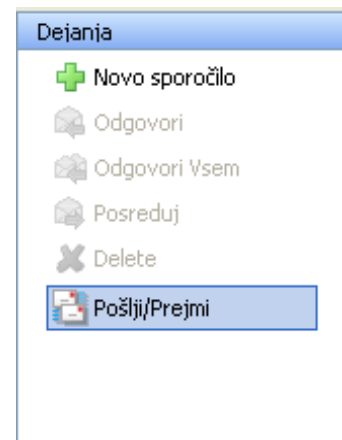 Dejanja
Novo sporočilo
Odgovori
Odgovori Vsem
Posreduj
Delete
Pošlji/Prejmi